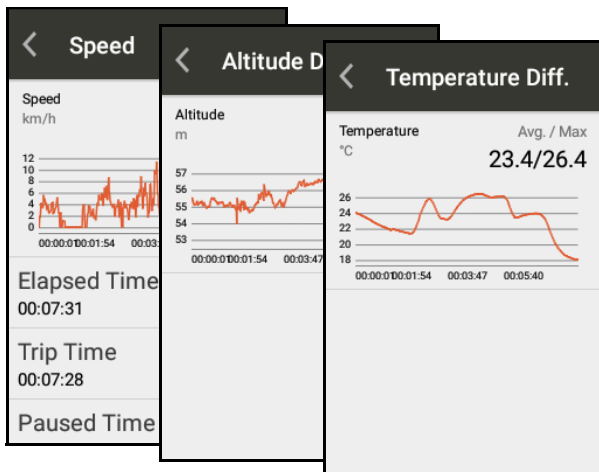 Speed
Speed
km/h
12
10
8
6
4
2
0
00:00:01
00:01:54
00:03:
Elapsed Time
00:07:31
Trip Time
00:07:28
Paused Time
Altitude D
Altitude
m
57
56
55
54
53
00:00:01
00:01:54
00:03:47
Temperature Diff.
Temperature
Avg. / Max
°C
23.4/26.4
26
24
22
20
18
00:00:01
00:01:54
00:03:47
00:05:40